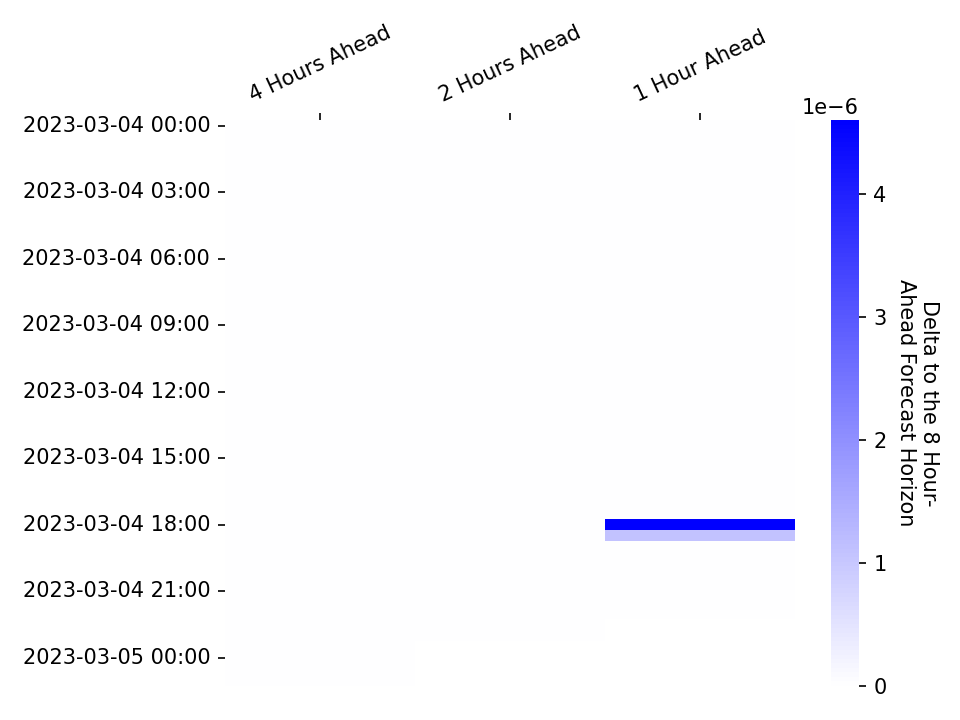 4 Hours Ahead
2 Hours Ahead
1 Hour Ahead
1e−6
2023-03-04 00:00
2023-03-04 03:00
2023-03-04 06:00
2023-03-04 09:00
2023-03-04 12:00
2023-03-04 15:00
2023-03-04 18:00
2023-03-04 21:00
2023-03-05 00:00
4
3
2
1
0
Delta to the 8 Hour-
Ahead Forecast Horizon